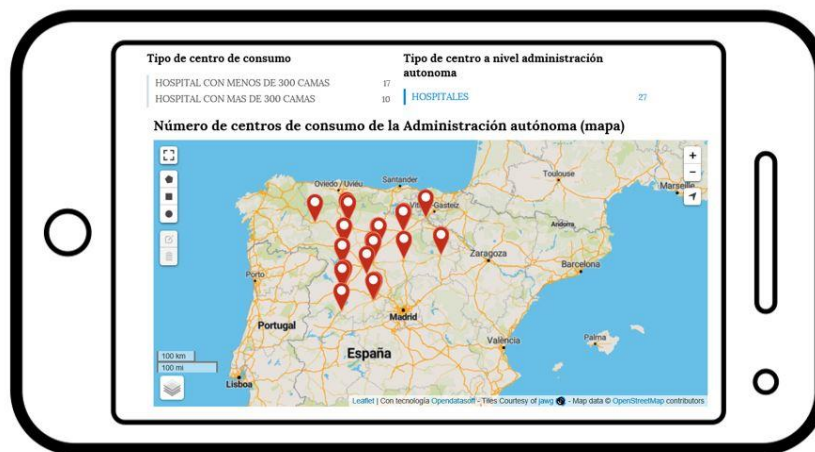 Tipo de centro de consumo
HOSPITAL CON MENOS DE 300 CAMAS 17
HOSPITAL CON MAS DE 300 CAMAS 10
Tipo de centro a nivel administración
autonoma
HOSPITALES 27
Número de centros de consumo de la Administración autónoma (mapa)
Toulouse
Oviedo / Uviéu
Santander
Marseille
Gasteiz
Andorra
Zaragoza
Barcelona
Porto
Madrid
Portugal
València
Palma
España
Lisboa
100 km
100 mi
+
−
Leaflet | Con tecnología Opendatasoft - Tiles Courtesy of jawg - Map data © OpenStreetMap contributors